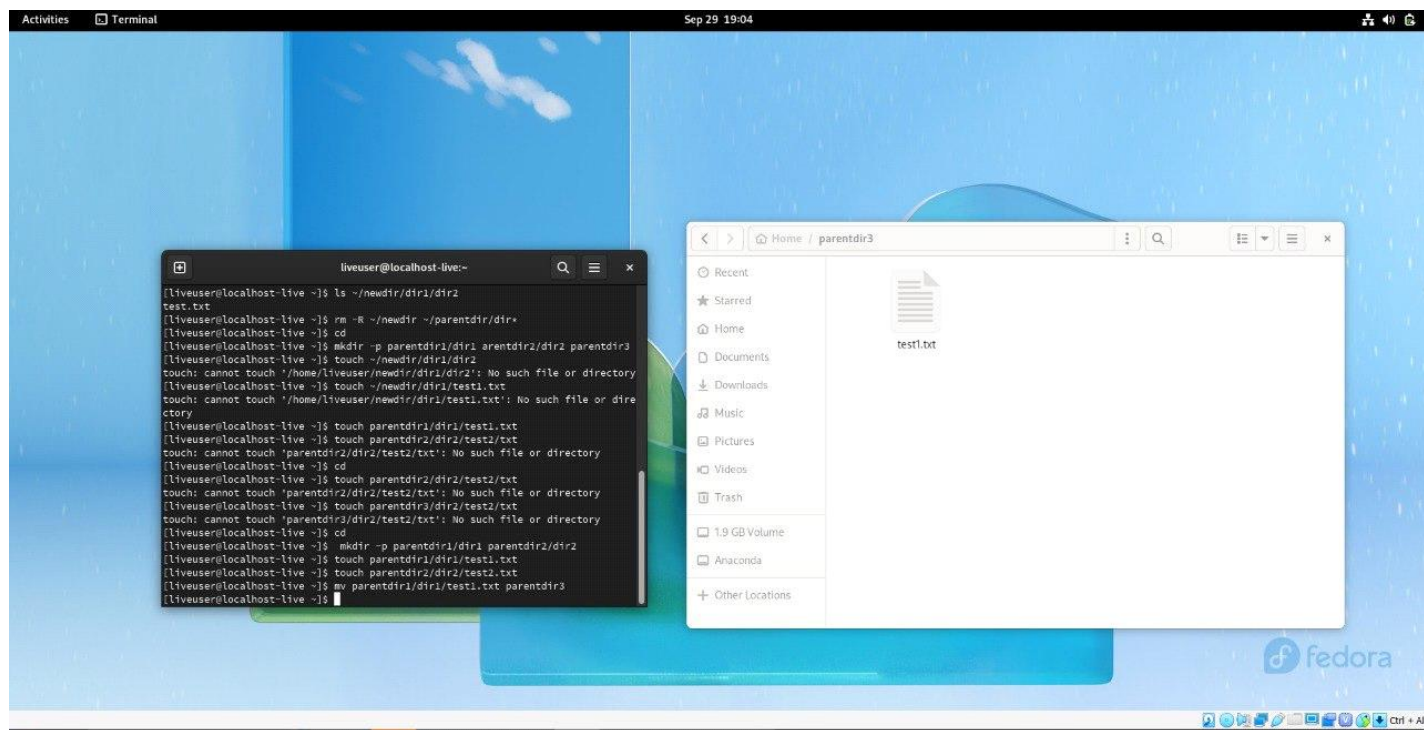 Activities Terminal Sep 29 19:04
liveuser@localhost-live:~
[liveuser@localhost-live ~]$ ls ~/newdir/dir1/dir2
test.txt
[liveuser@localhost-live ~]$ rm -R ~/newdir ~/parentdir/dir*
[liveuser@localhost-live ~]$ cd
[liveuser@localhost-live ~]$ mkdir -p parentdir1/dir1 arentdir2/dir2 parentdir3
[liveuser@localhost-live ~]$ touch ~/newdir/dir1/dir2
touch: cannot touch '/home/liveuser/newdir/dir1/dir2': No such file or directory
[liveuser@localhost-live ~]$ touch ~/newdir/dir1/test1.txt
touch: cannot touch '/home/liveuser/newdir/dir1/test1.txt': No such file or dire
ctory
[liveuser@localhost-live ~]$ touch parentdir1/dir1/test1.txt
[liveuser@localhost-live ~]$ touch parentdir2/dir2/test2/txt
touch: cannot touch 'parentdir2/dir2/test2/txt': No such file or directory
[liveuser@localhost-live ~]$ cd
[liveuser@localhost-live ~]$ touch parentdir2/dir2/test2/txt
touch: cannot touch 'parentdir2/dir2/test2/txt': No such file or directory
[liveuser@localhost-live ~]$ touch parentdir3/dir2/test2/txt
touch: cannot touch 'parentdir3/dir2/test2/txt': No such file or directory
[liveuser@localhost-live ~]$ cd
[liveuser@localhost-live ~]$  mkdir -p parentdir1/dir1 parentdir2/dir2
[liveuser@localhost-live ~]$ touch parentdir1/dir1/test1.txt
[liveuser@localhost-live ~]$ touch parentdir2/dir2/test2.txt
[liveuser@localhost-live ~]$ mv parentdir1/dir1/test1.txt parentdir3
[liveuser@localhost-live ~]$
Home / parentdir3
Recent
Starred
Home
Documents
Downloads
Music
Pictures
Videos
Trash
1.9 GB Volume
Anaconda
Other Locations
test1.txt
fedora
Ctrl + Al